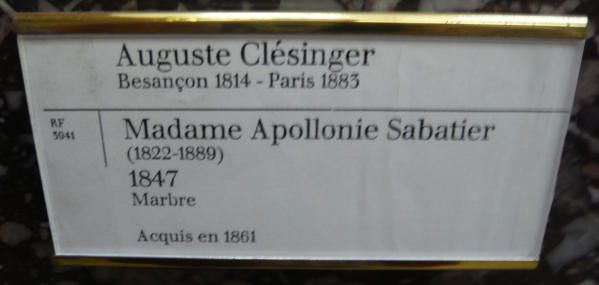 Auguste Clésinger
Besançon 1814 - Paris 1883
RF
3941
Madame Apollonie Sabatier
(1822-1889)
1847
Marbre
Acquis en 1861